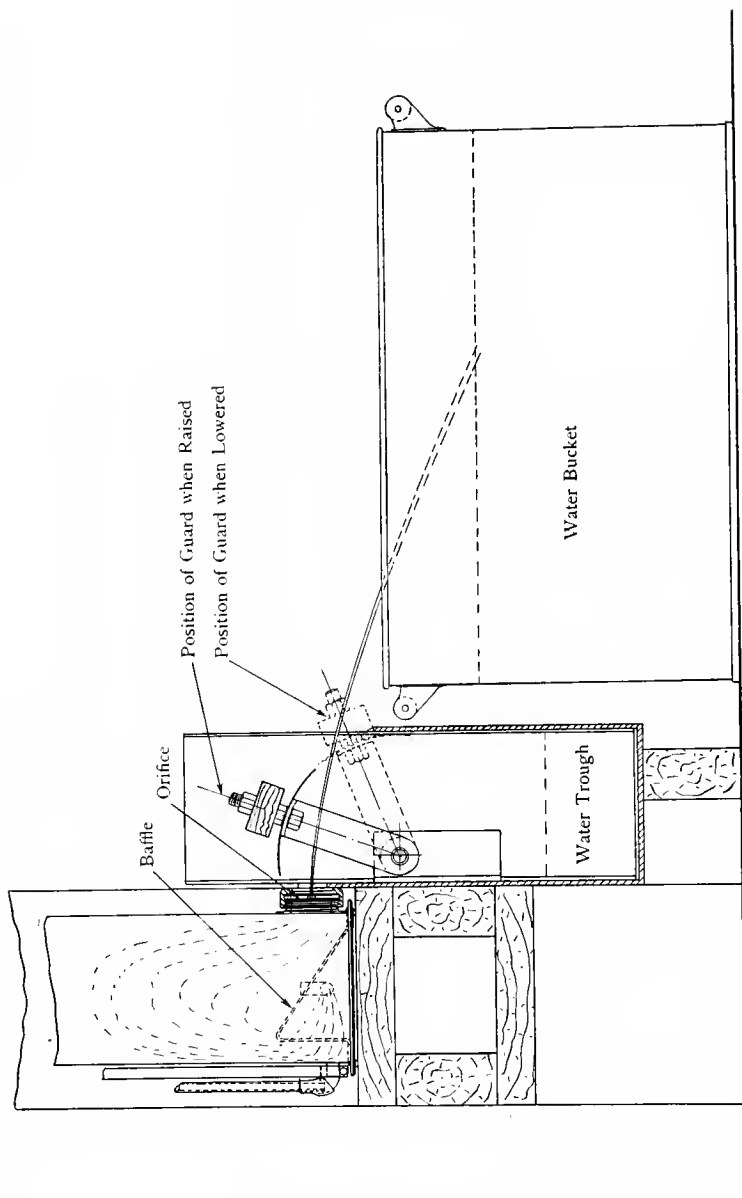 Position of Guard when Raised
Position of Guard when Lowered
Orifice
Baffle
Water Bucket
Water Trough